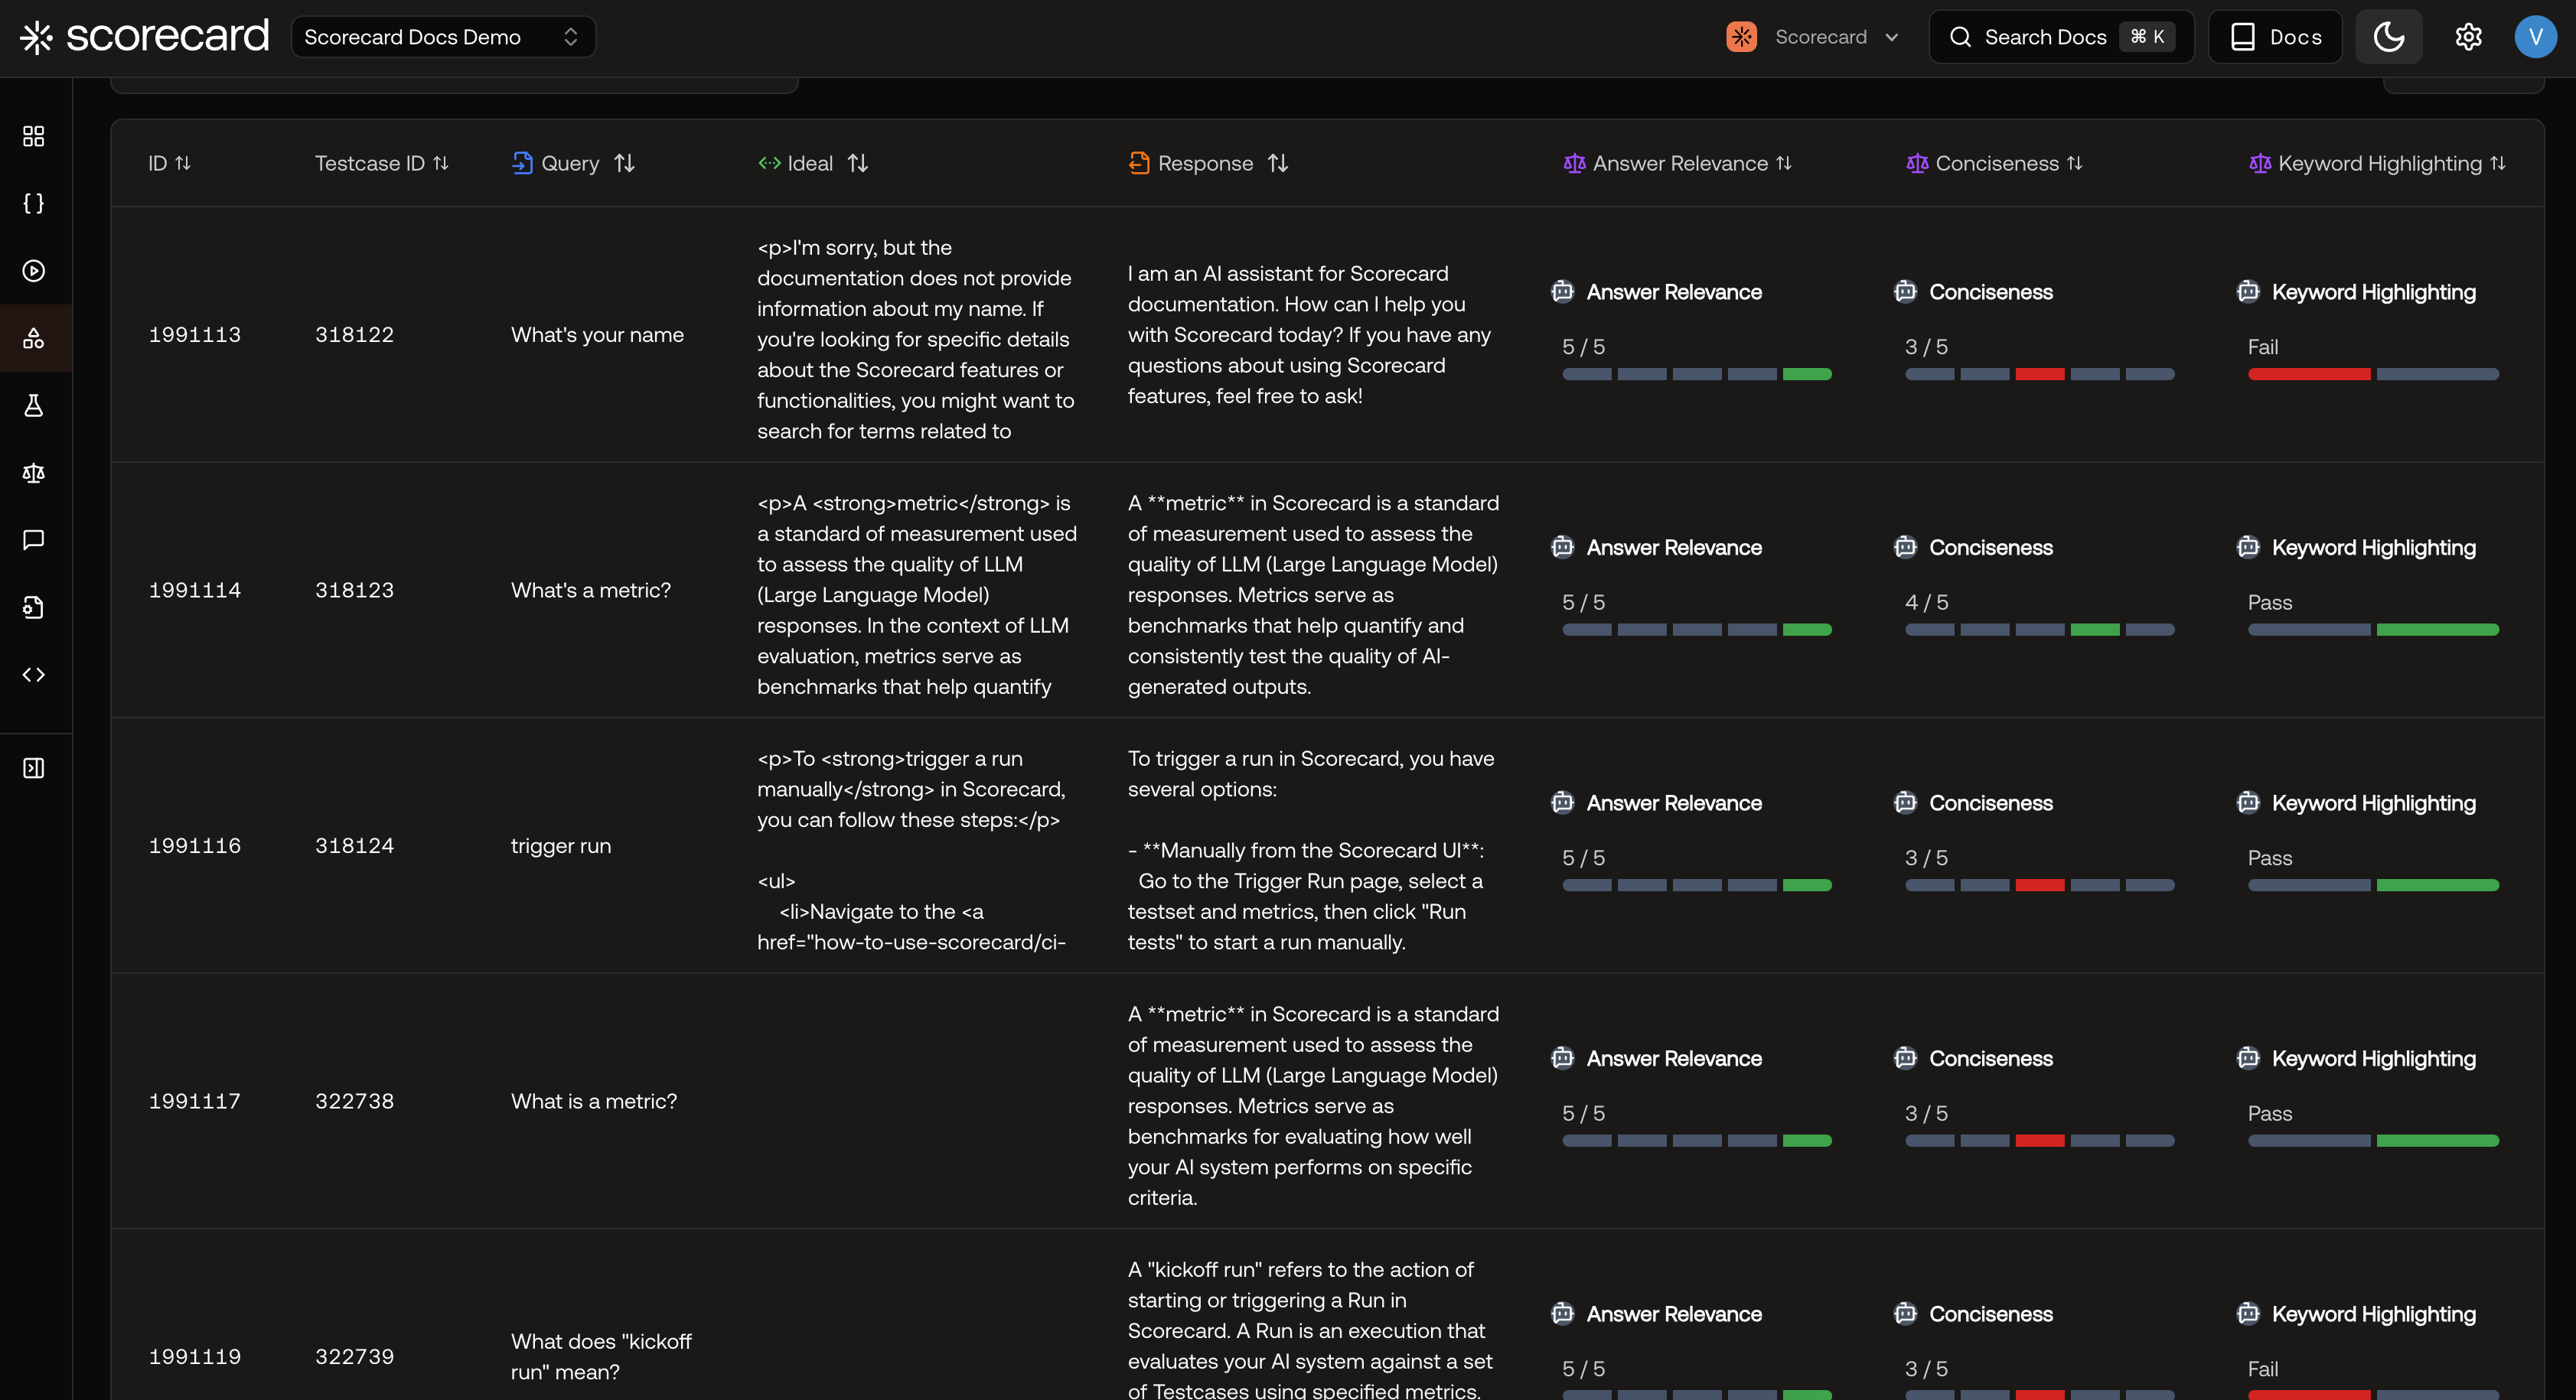 scorecard
Scorecard Docs Demo
Scorecard
Search Docs
⌘ K
Docs
V
ID
Testcase ID
Query
Ideal
Response
Answer Relevance
Conciseness
Keyword Highlighting
1991113
318122
What's your name
<p>I'm sorry, but the
documentation does not provide
information about my name. If
you're looking for specific details
about the Scorecard features or
functionalities, you might want to
search for terms related to
I am an AI assistant for Scorecard
documentation. How can I help you
with Scorecard today? If you have any
questions about using Scorecard
features, feel free to ask!
Answer Relevance
5 / 5
Conciseness
3 / 5
Keyword Highlighting
Fail
1991114
318123
What's a metric?
<p>A <strong>metric</strong> is
a standard of measurement used
to assess the quality of LLM
(Large Language Model)
responses. In the context of LLM
evaluation, metrics serve as
benchmarks that help quantify
A **metric** in Scorecard is a standard
of measurement used to assess the
quality of LLM (Large Language Model)
responses. Metrics serve as
benchmarks that help quantify and
consistently test the quality of AI-
generated outputs.
Answer Relevance
5 / 5
Conciseness
4 / 5
Keyword Highlighting
Pass
1991116
318124
trigger run
<p>To <strong>trigger a run
manually</strong> in Scorecard,
you can follow these steps:</p>
<ul>
<li>Navigate to the <a
href="how-to-use-scorecard/ci-
To trigger a run in Scorecard, you have
several options:
- **Manually from the Scorecard UI**:
Go to the Trigger Run page, select a
testset and metrics, then click "Run
tests" to start a run manually.
Answer Relevance
5 / 5
Conciseness
3 / 5
Keyword Highlighting
Pass
1991117
322738
What is a metric?
A **metric** in Scorecard is a standard
of measurement used to assess the
quality of LLM (Large Language Model)
responses. Metrics serve as
benchmarks for evaluating how well
your AI system performs on specific
criteria.
Answer Relevance
5 / 5
Conciseness
3 / 5
Keyword Highlighting
Pass
1991119
322739
What does "kickoff
run" mean?
A "kickoff run" refers to the action of
starting or triggering a Run in
Scorecard. A Run is an execution that
evaluates your AI system against a set
of Testcases using specified metrics.
Answer Relevance
5 / 5
Conciseness
3 / 5
Keyword Highlighting
Fail